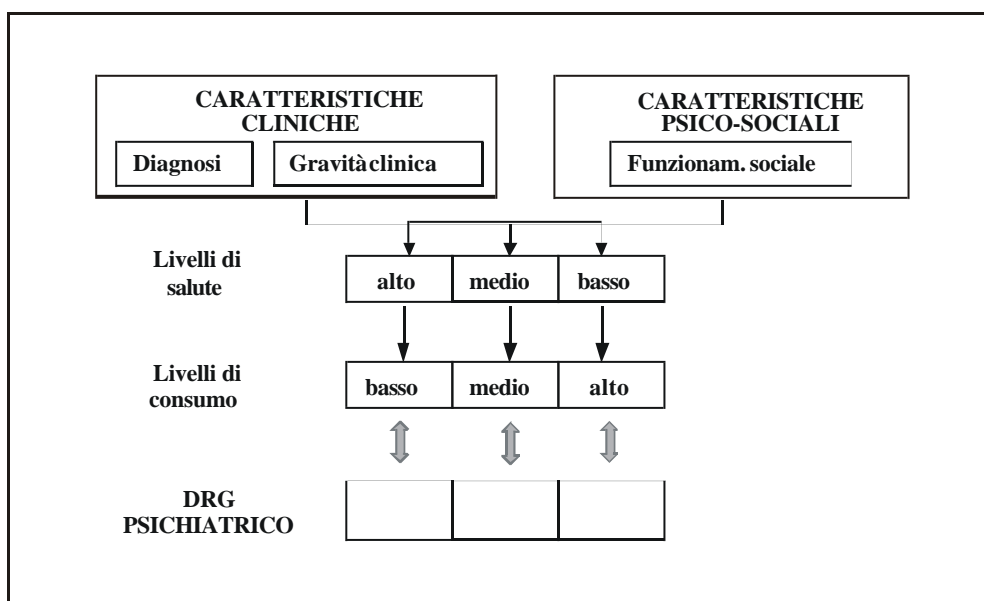 CARATTERISTICHE
CLINICHE
Diagnosi
Gravità clinica
CARATTERISTICHE
PSICO-SOCIALI
Funzionam. sociale
Livelli di
salute
alto
medio
basso
Livelli di
consumo
basso
medio
alto
DRG
PSICHIATRICO